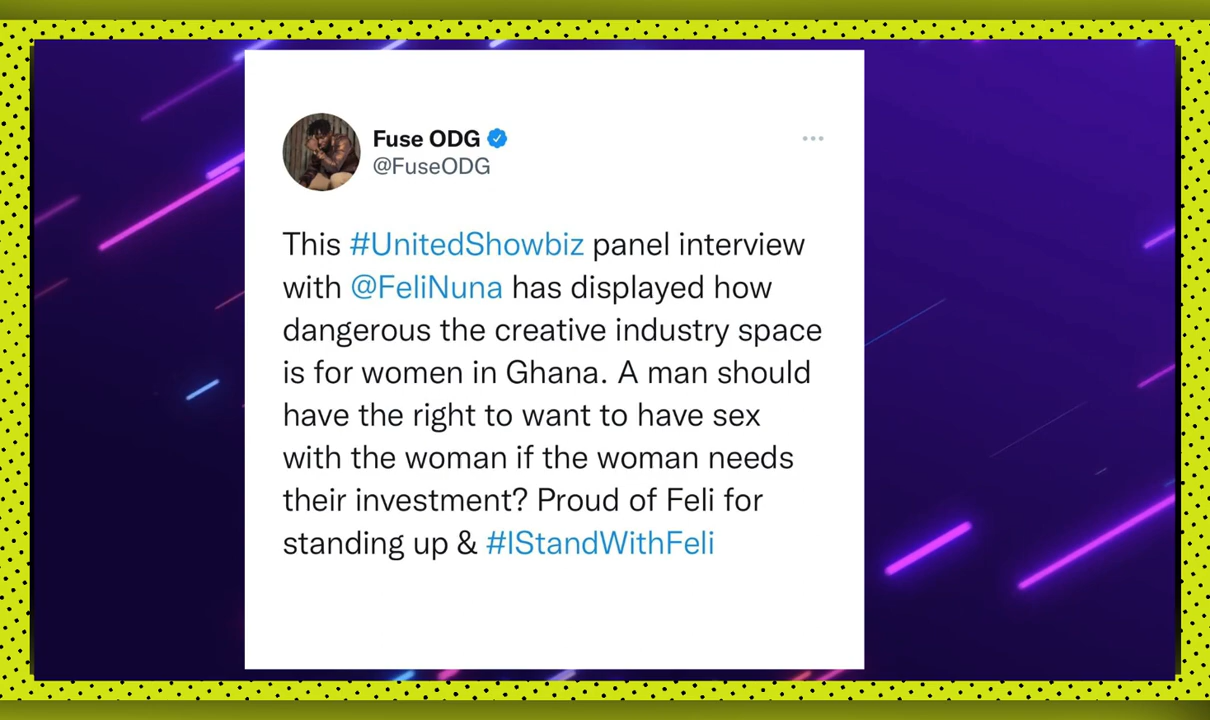 Fuse ODG
@FuseODG
This #UnitedShowbiz panel interview
with @FeliNuna has displayed how
dangerous the creative industry space
is for women in Ghana. A man should
have the right to want to have sex
with the woman if the woman needs
their investment? Proud of Feli for
standing up & #IStandWithFeli